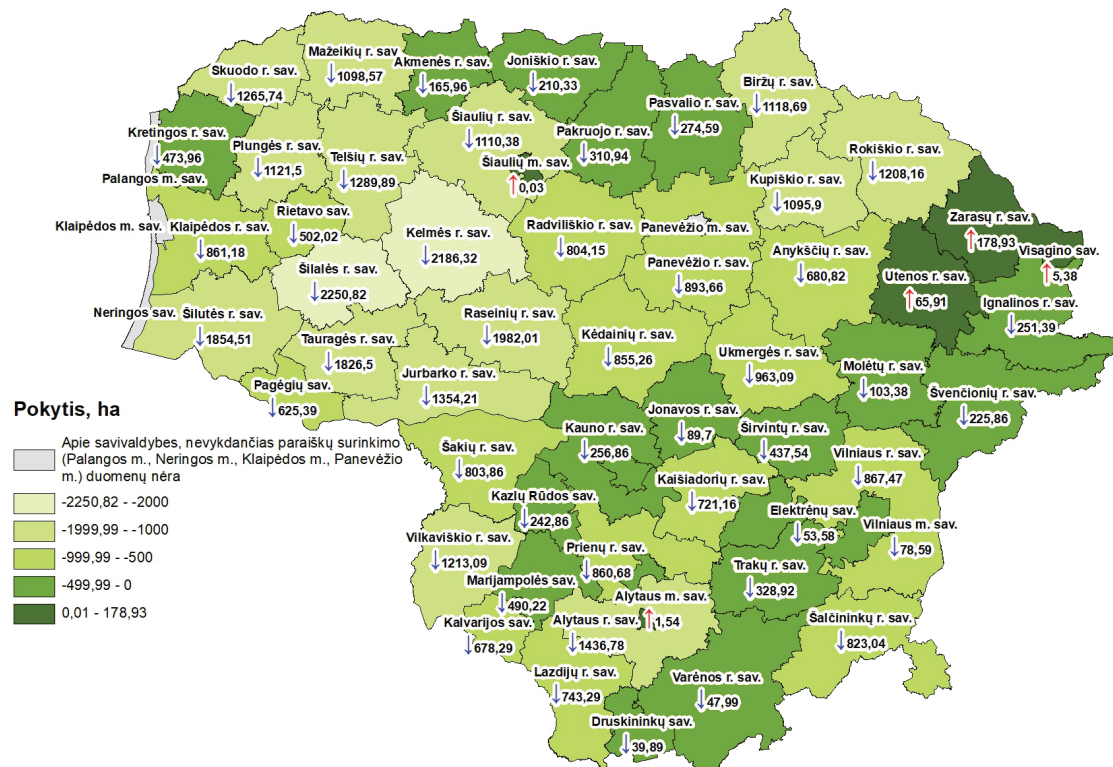 Mažeikių r. sav.
↓1098,57
Skuodo r. sav.
↓1265,74
Akmenės r. sav.
↓165,96
Joniškio r. sav.
↓210,33
Biržų r. sav.
↓1118,69
Pasvalio r. sav.
↓274,59
Kretingos r. sav.
↓473,96
Plungės r. sav.
↓1121,5
Šiaulių r. sav.
↓1110,38
Pakruojo r. sav.
↓310,94
Telšių r. sav.
↓1289,89
Šiaulių m. sav.
↑0,03
Rokiškio r. sav.
↓1208,16
Palangos m. sav.
Kupiškio r. sav.
↓1095,9
Klaipėdos m. sav.
Klaipėdos r. sav.
↓861,18
Rietavo sav.
↓502,02
Kelmės r. sav.
↓2186,32
Radviliškio r. sav.
↓804,15
Panevėžio m. sav.
Zarasų r. sav.
↑178,93
Anykščių r. sav.
↓680,82
Visagino sav.
↑5,38
Šilalės r. sav.
↓2250,82
Panevėžio r. sav.
↓893,66
Utenos r. sav.
↑65,91
Ignalinos r. sav.
↓251,39
Neringos sav.
Šilutės r. sav.
↓1854,51
Raseinių r. sav.
↓1982,01
Tauragės r. sav.
↓1826,5
Kėdainių r. sav.
↓855,26
Ukmergės r. sav.
↓963,09
Molėtų r. sav.
↓103,38
Jurbarko r. sav.
↓1354,21
Pagėgių sav.
↓625,39
Švenčionių r. sav.
↓225,86
Jonavos r. sav.
↓89,7
Kauno r. sav.
↓256,86
Širvintų r. sav.
↓437,54
Šakių r. sav.
↓803,86
Vilniaus r. sav.
↓867,47
Kaišiadorių r. sav.
↓721,16
Kazlų Rūdos sav.
↓242,86
Elektrėnų sav.
↓53,58
Vilniaus m. sav.
↓78,59
Vilkaviškio r. sav.
↓1213,09
Prienų r. sav.
↓860,68
Trakų r. sav.
↓328,92
Marijampolės sav.
↓490,22
Alytaus m. sav.
↑1,54
Kalvarijos sav.
↓678,29
Alytaus r. sav.
↓1436,78
Šalčininkų r. sav.
↓823,04
Lazdijų r. sav.
↓743,29
Varėnos r. sav.
↓47,99
Druskininkų sav.
↓39,89
Pokytis, ha
Apie savivaldybes, nevykdančias paraiškų surinkimo
(Palangos m., Neringos m., Klaipėdos m., Panevėžio
m.) duomenų nėra
-2250,82 - -2000
-1999,99 - -1000
-999,99 - -500
-499,99 - 0
0,01 - 178,93